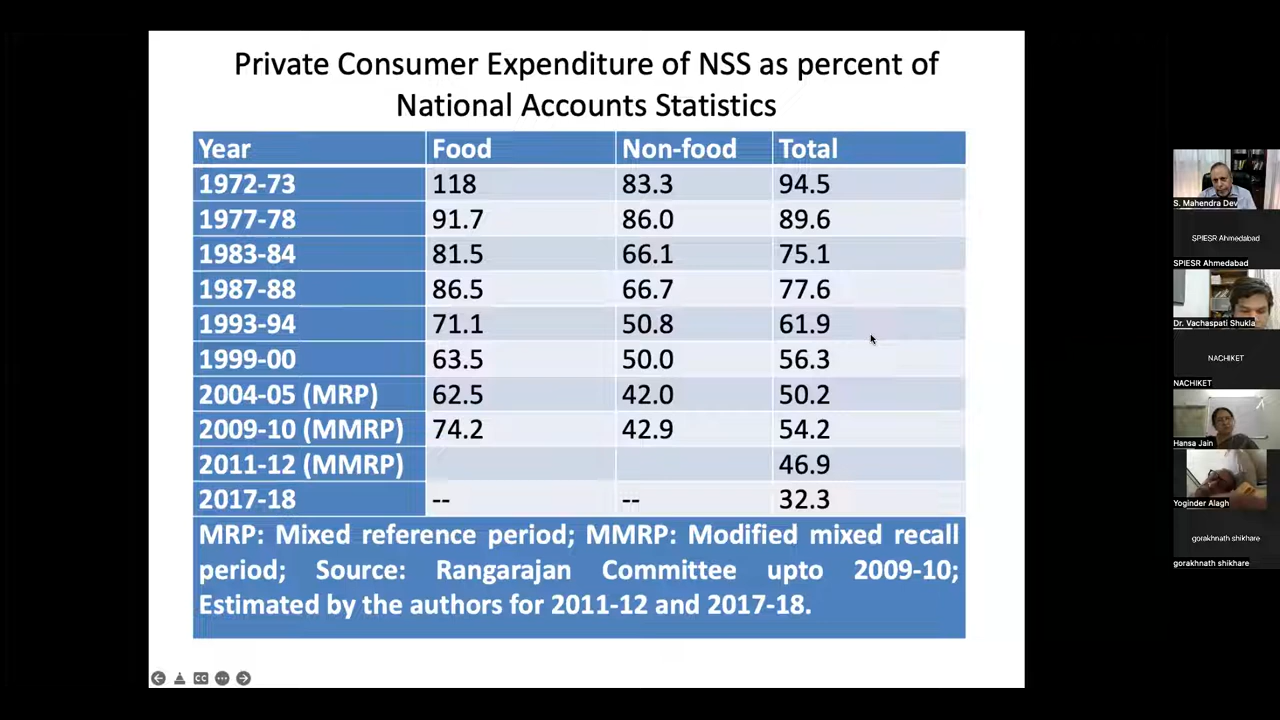 Private Consumer Expenditure of NSS as percent of
National Accounts Statistics
Year Food Non-food Total
1972-73 118 83.3 94.5
1977-78 91.7 86.0 89.6
1983-84 81.5 66.1 75.1
1987-88 86.5 66.7 77.6
1993-94 71.1 50.8 61.9
1999-00 63.5 50.0 56.3
2004-05 (MRP) 62.5 42.0 50.2
2009-10 (MMRP) 74.2 42.9 54.2
2011-12 (MMRP) 46.9
2017-18 -- -- 32.3
MRP: Mixed reference period; MMRP: Modified mixed recall
period; Source: Rangarajan Committee upto 2009-10;
Estimated by the authors for 2011-12 and 2017-18.
CC
S. Mahendra Dev
SPIESR Ahmedabad
SPIESR Ahmedabad
Dr. Vachaspati Shukla
NACHIKET
NACHIKET
Hansa Jain
Yoginder Alagh
gorakhnath shikhare
gorakhnath shikhare